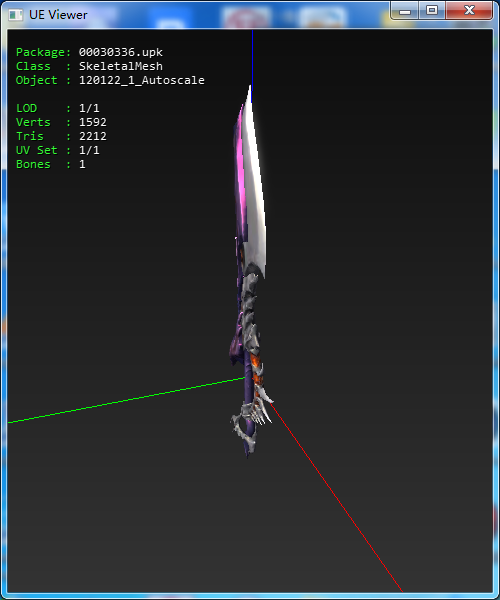 UE Viewer
Package: 00030336.upk
Class  : SkeletalMesh
Object : 120122_1_Autoscale
LOD    : 1/1
Verts  : 1592
Tris   : 2212
UV Set : 1/1
Bones  : 1